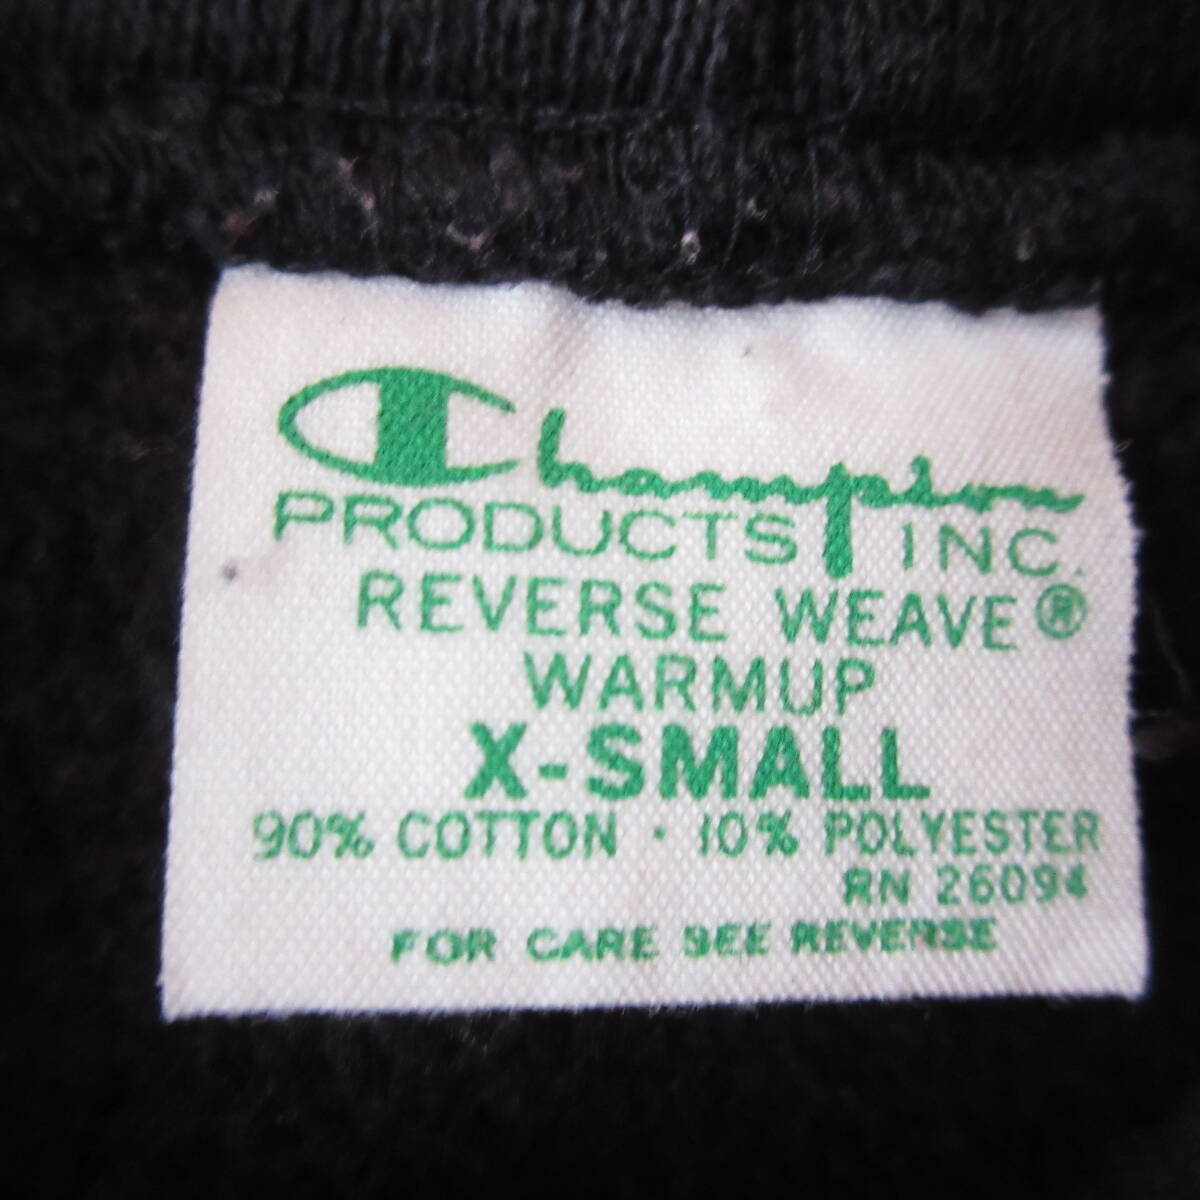 Champion
PRODUCTS INC.
REVERSE WEAVE®
WARMUP
X-SMALL
90% COTTON · 10% POLYESTER
RN 26094
FOR CARE SEE REVERSE